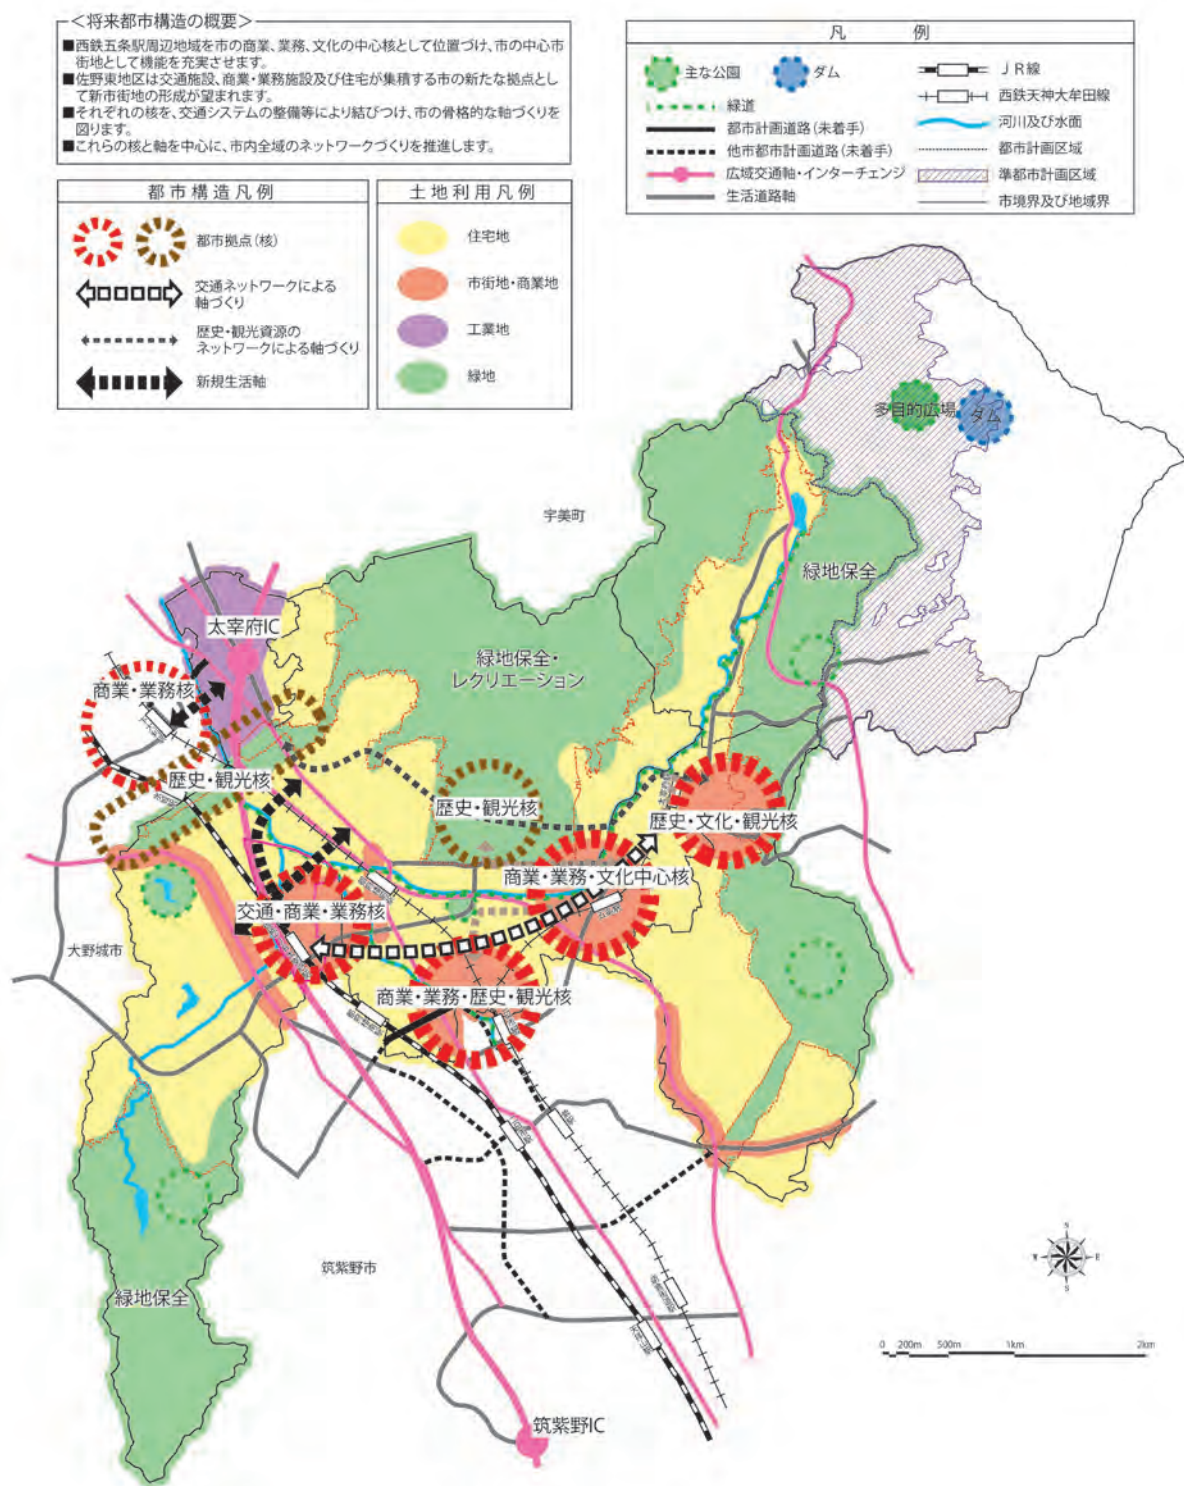 ＜将来都市構造の概要＞
■西鉄五条駅周辺地域を市の商業、業務、文化の中心核として位置づけ、市の中心市
街地として機能を充実させます。
■佐野東地区は交通施設、商業・業務施設及び住宅が集積する市の新たな拠点とし
て新市街地の形成が望まれます。
■それぞれの核を、交通システムの整備等により結びつけ、市の骨格的な軸づくりを
図ります。
■これらの核と軸を中心に、市内全域のネットワークづくりを推進します。
都市構造凡例
都市拠点(核)
交通ネットワークによる
軸づくり
歴史・観光資源の
ネットワークによる軸づくり
新規生活軸
土地利用凡例
住宅地
市街地・商業地
工業地
緑地
凡例
主な公園
ダム
緑道
都市計画道路(未着手)
他市都市計画道路(未着手)
広域交通軸・インターチェンジ
生活道路軸
JR線
西鉄天神大牟田線
河川及び水面
都市計画区域
準都市計画区域
市境界及び地域界
多目的広場
ダム
宇美町
緑地保全
太宰府IC
緑地保全・
レクリエーション
商業・業務核
歴史・観光核
歴史・観光核
歴史・文化・観光核
商業・業務・文化中心核
交通・商業・業務核
大野城市
商業・業務・歴史・観光核
筑紫野市
緑地保全
筑紫野IC
N
W
E
S
0 200m 500m 1km 2km